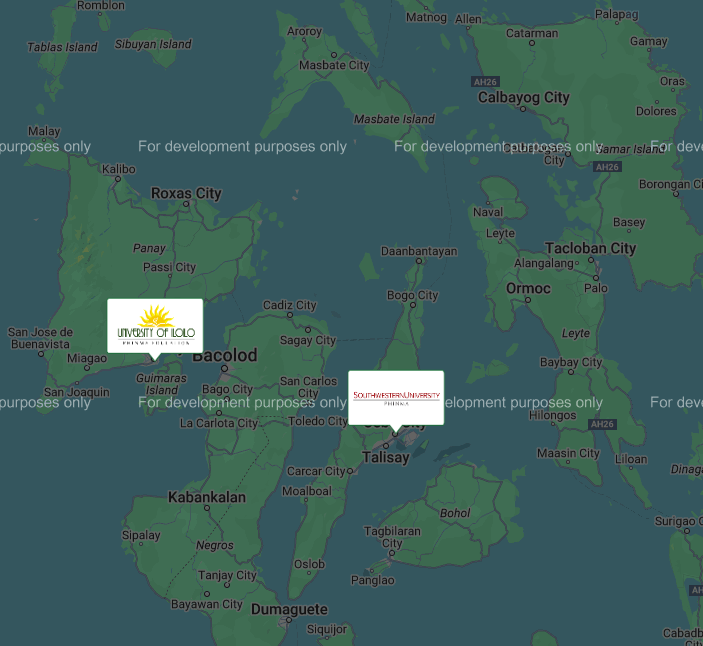 Romblon
Matnog
Allen
Palapag
Tablas Island
Sibuyan Island
Aroroy
Catarman
Gamay
Masbate City
AH26
Oras
Calbayog City
Dolores
Masbate Island
Malay
purposes only
For development purposes only
For development purposes only
For dev
City
Samar Island
Kalibo
AH26
Roxas City
Borongan Ci
Naval
Basey
Leyte
Panay
Daanbantayan
Tacloban City
Alangalang
Passi City
Palo
Ormoc
Bogo City
Cadiz City
UNIVERSITY OF ILOILO
PHINMA EDUCATION
San Jose de
Buenavista
Sagay City
Leyte
Miagao
Bacolod
Baybay City
Guimaras
Island
San Joaquin
Bago City
San Carlos
City
SOUTHWESTERN UNIVERSITY
PHINMA
purposes only
For development purposes only
elopment purposes only
For dev
La Carlota City
Toledo City
Hilongos
AH26
Talisay
Maasin City
Liloan
Carcar City
Dinaga
Moalboal
Kabankalan
Bohol
Surigao C
Sipalay
Tagbilaran
City
Negros
Oslob
Tanjay City
Panglao
AH
Bayawan City
Dumaguete
Siquijor
Cabadb